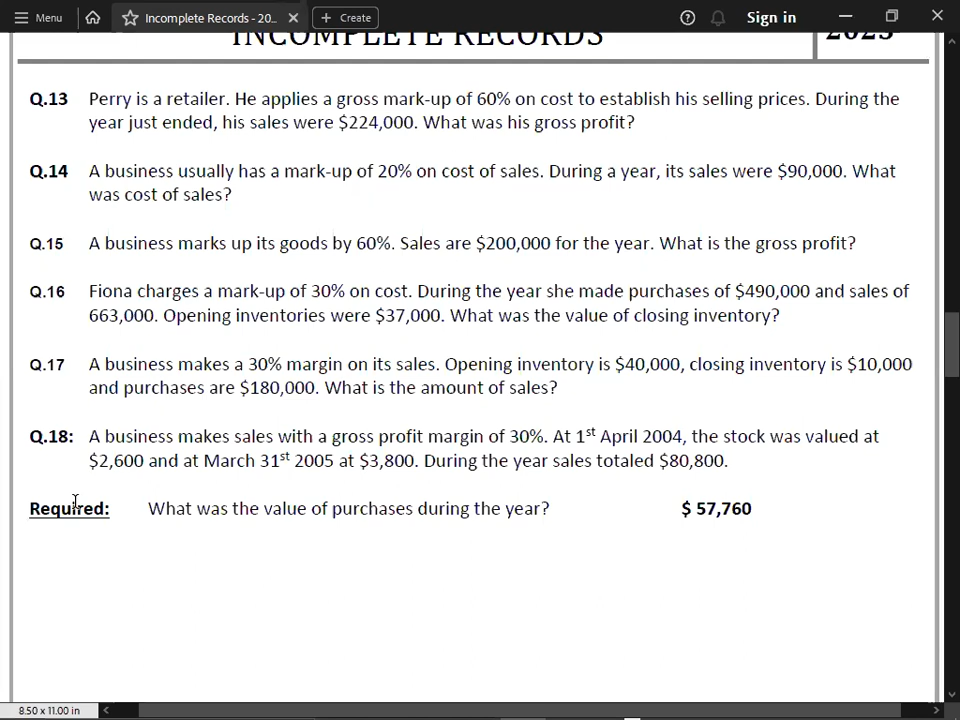 Menu
Incomplete Records - 20...
Create
Sign in
INCOMPLETE RECORDS
2023
Q.13 Perry is a retailer. He applies a gross mark-up of 60% on cost to establish his selling prices. During the
year just ended, his sales were $224,000. What was his gross profit?
Q.14 A business usually has a mark-up of 20% on cost of sales. During a year, its sales were $90,000. What
was cost of sales?
Q.15 A business marks up its goods by 60%. Sales are $200,000 for the year. What is the gross profit?
Q.16 Fiona charges a mark-up of 30% on cost. During the year she made purchases of $490,000 and sales of
663,000. Opening inventories were $37,000. What was the value of closing inventory?
Q.17 A business makes a 30% margin on its sales. Opening inventory is $40,000, closing inventory is $10,000
and purchases are $180,000. What is the amount of sales?
Q.18: A business makes sales with a gross profit margin of 30%. At 1st April 2004, the stock was valued at
$2,600 and at March 31st 2005 at $3,800. During the year sales totaled $80,800.
Required: What was the value of purchases during the year? $ 57,760
8.50 x 11.00 in